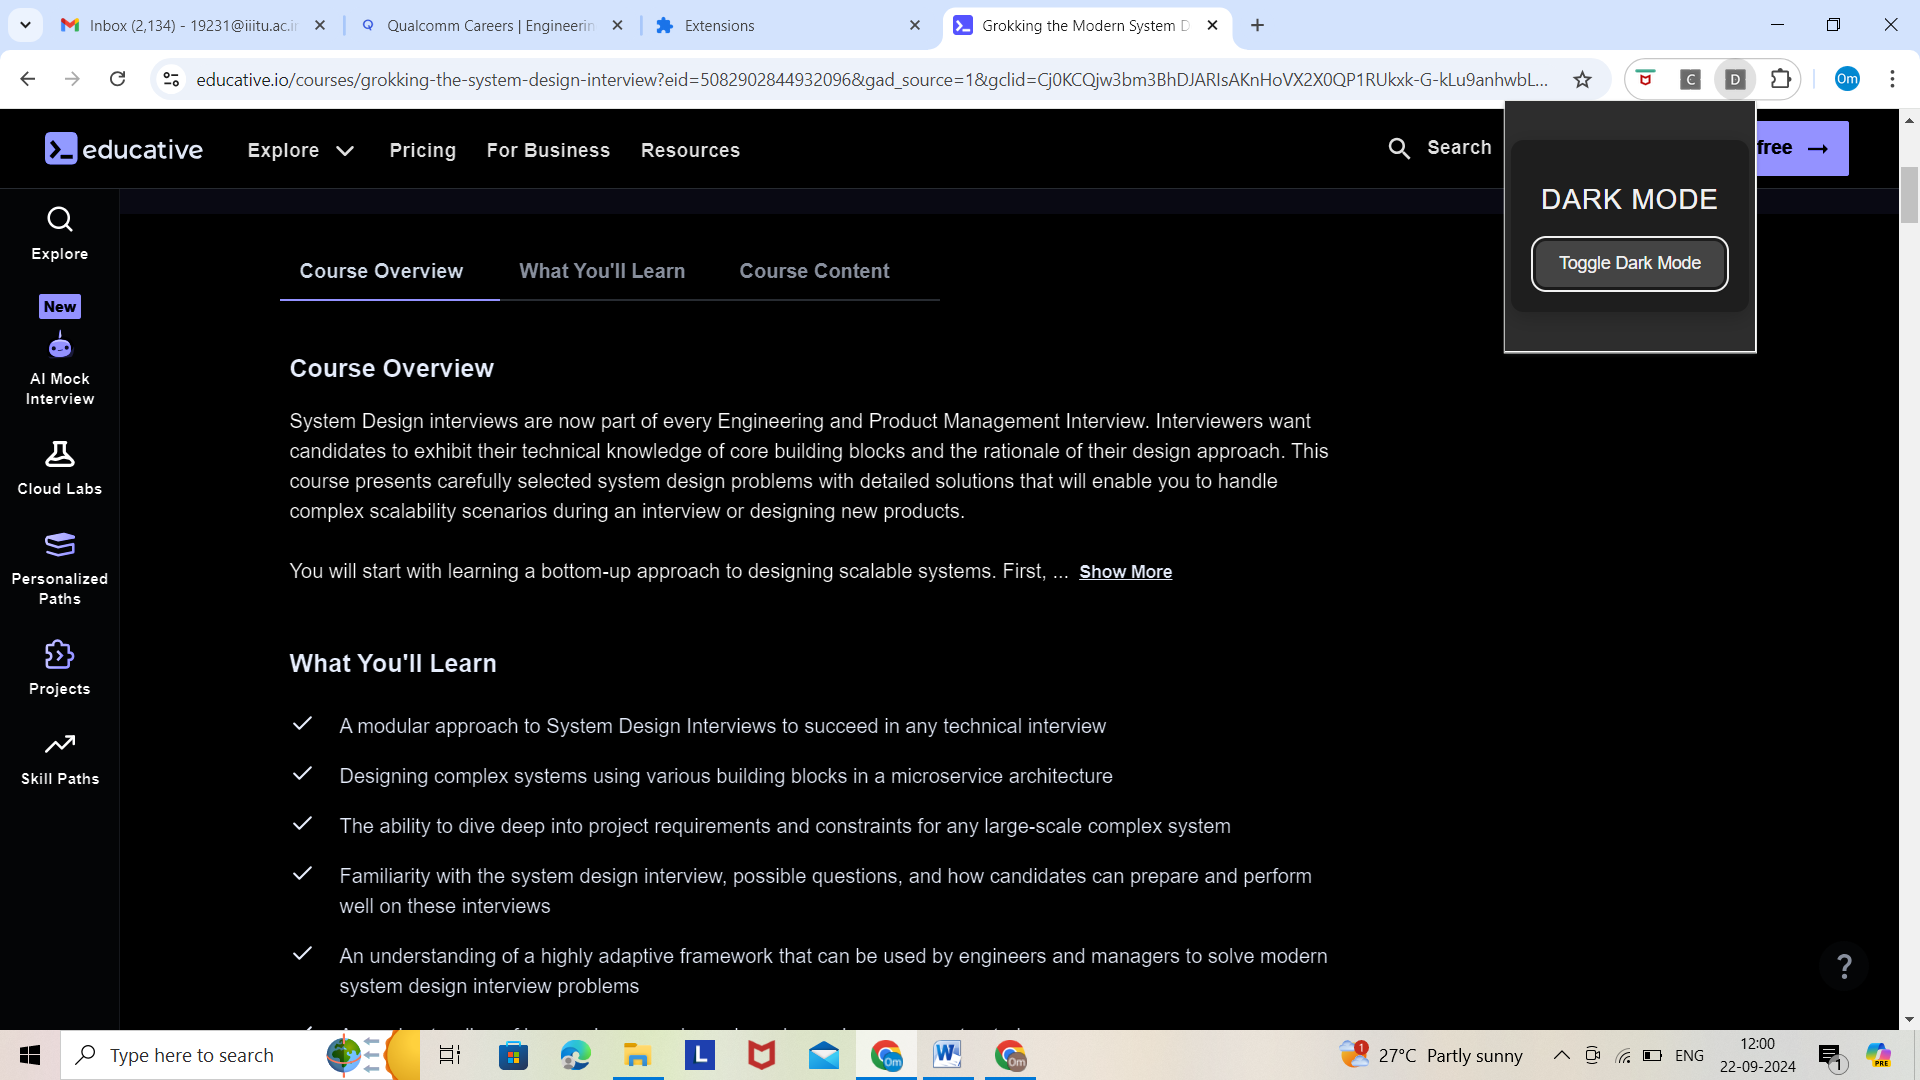 Inbox (2,134) - 19231@iiitu.ac.in
Qualcomm Careers | Engineerin
Extensions
Grokking the Modern System D
educative.io/courses/grokking-the-system-design-interview?eid=5082902844932096&gad_source=1&gclid=Cj0KCQjw3bm3BhDJARIsAKnHoVX2X0QP1RUkxk-G-kLu9anhwbL...
C
D
Om
educative
Explore
Pricing
For Business
Resources
Search
free
DARK MODE
Toggle Dark Mode
Explore
New
AI Mock
Interview
Cloud Labs
Personalized
Paths
Projects
Skill Paths
Course Overview
What You'll Learn
Course Content
Course Overview
System Design interviews are now part of every Engineering and Product Management Interview. Interviewers want
candidates to exhibit their technical knowledge of core building blocks and the rationale of their design approach. This
course presents carefully selected system design problems with detailed solutions that will enable you to handle
complex scalability scenarios during an interview or designing new products.
You will start with learning a bottom-up approach to designing scalable systems. First, ... Show More
What You'll Learn
A modular approach to System Design Interviews to succeed in any technical interview
Designing complex systems using various building blocks in a microservice architecture
The ability to dive deep into project requirements and constraints for any large-scale complex system
Familiarity with the system design interview, possible questions, and how candidates can prepare and perform
well on these interviews
An understanding of a highly adaptive framework that can be used by engineers and managers to solve modern
system design interview problems
?
Type here to search
L
Om
W
Om
1
27°C Partly sunny
ENG
12:00
22-09-2024
1
PRE